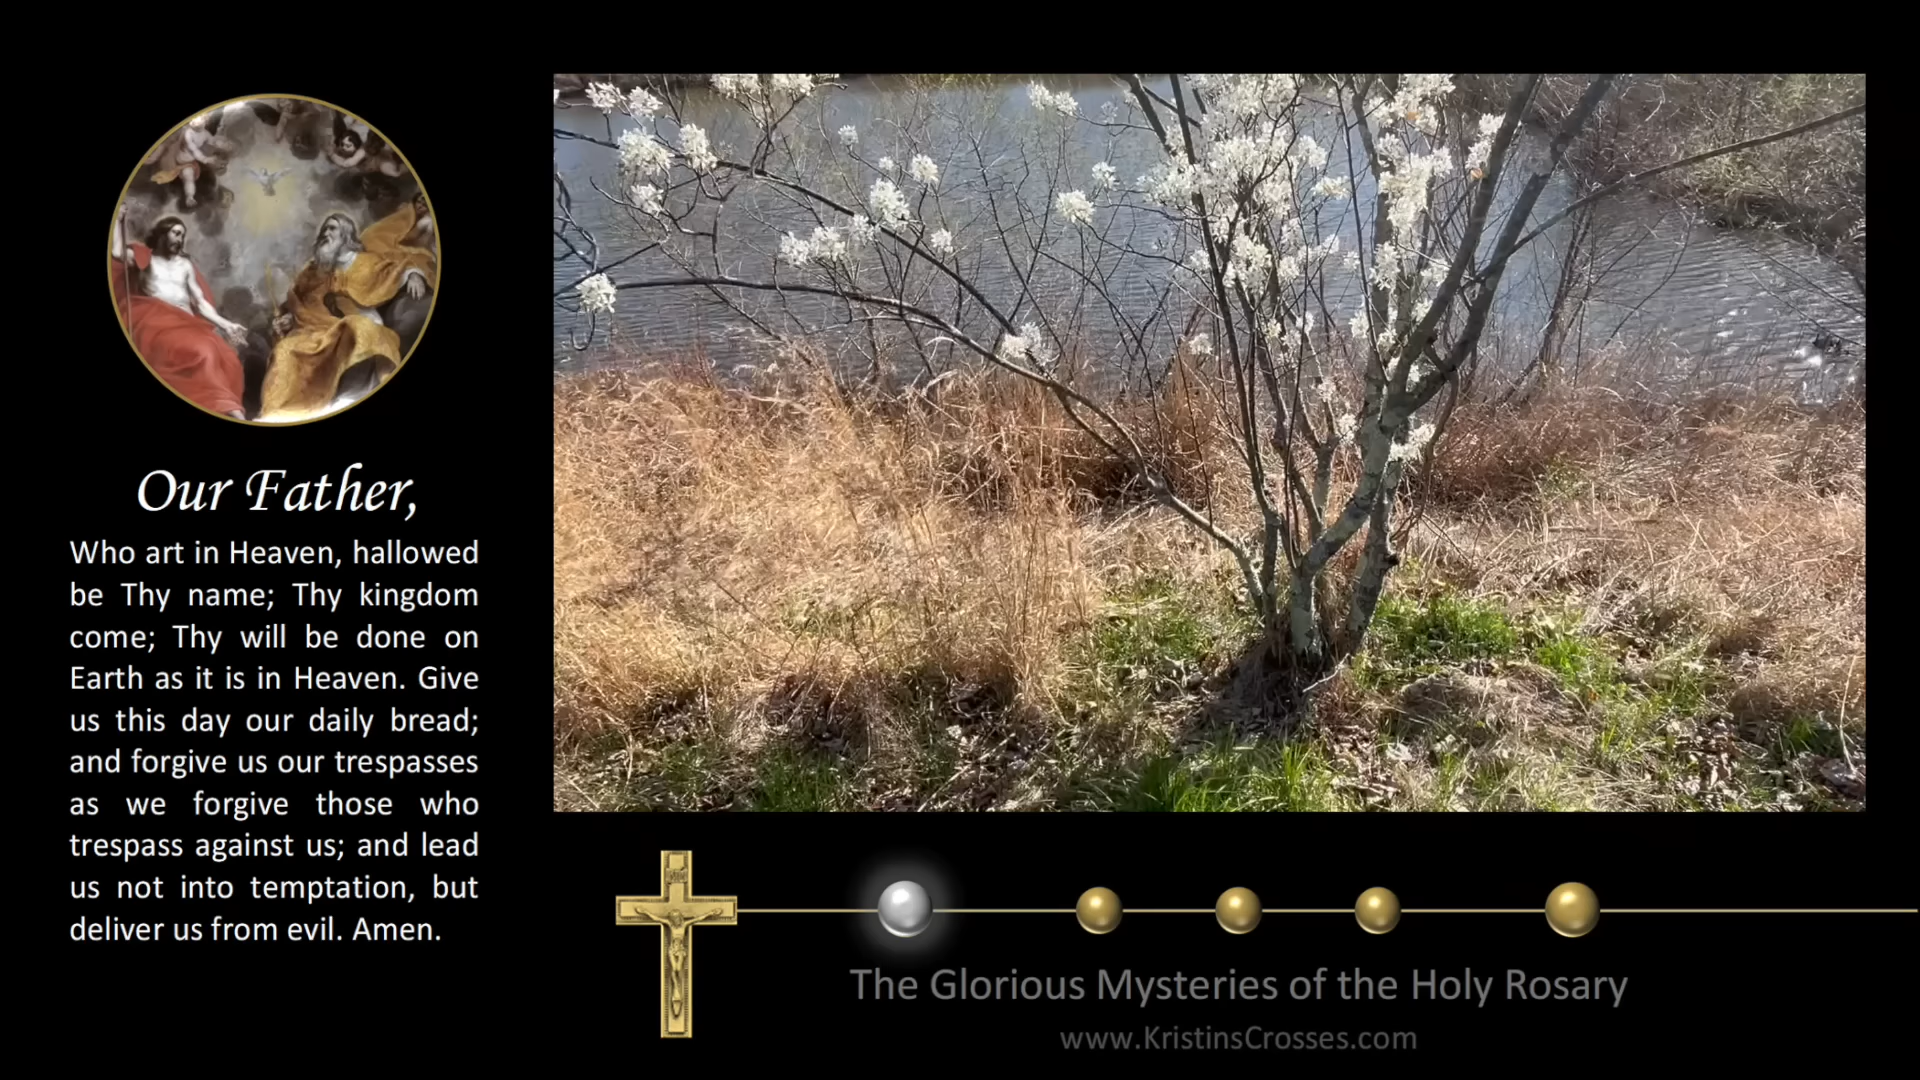 Our Father,
Who art in Heaven, hallowed
be Thy name; Thy kingdom
come; Thy will be done on
Earth as it is in Heaven. Give
us this day our daily bread;
and forgive us our trespasses
as we forgive those who
trespass against us; and lead
us not into temptation, but
deliver us from evil. Amen.
The Glorious Mysteries of the Holy Rosary
www.KristinsCrosses.com